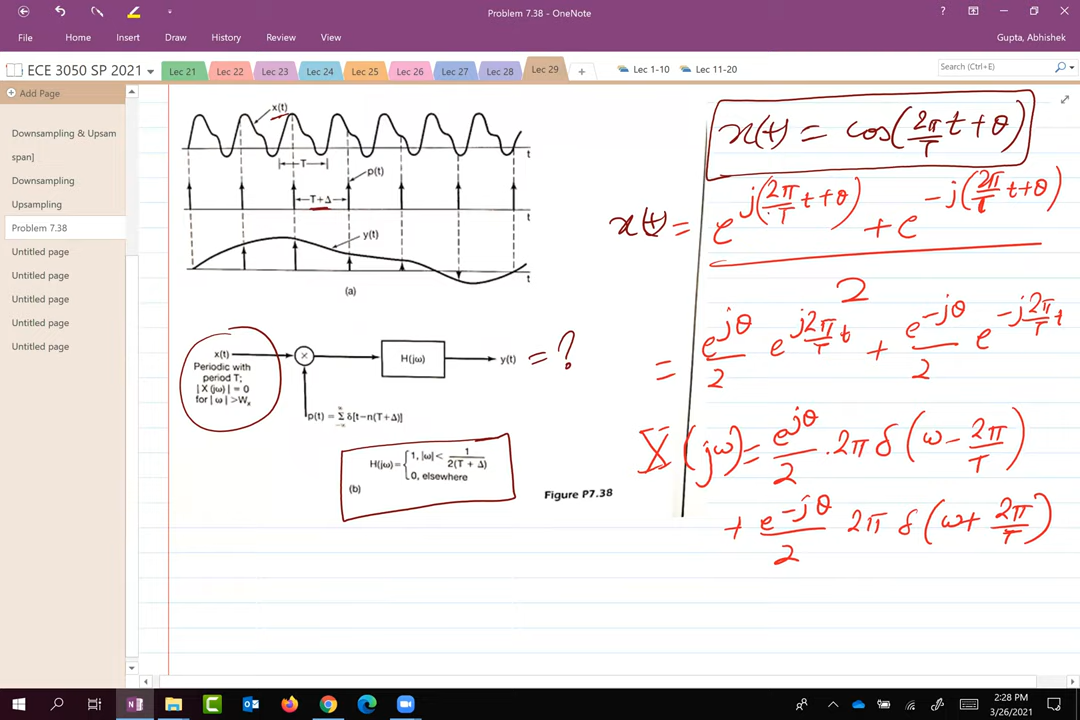 Problem 7.38 - OneNote
?
File Home Insert Draw History Review View
Gupta, Abhishek
ECE 3050 SP 2021
Lec 21 Lec 22 Lec 23 Lec 24 Lec 25 Lec 26 Lec 27 Lec 28 Lec 29 + Lec 1-10 Lec 11-20
Search (Ctrl+E)
Add Page
Downsampling & Upsam
span]
Downsampling
Upsampling
Problem 7.38
Untitled page
Untitled page
Untitled page
Untitled page
Untitled page
x(t)
t
T
p(t)
T + Δ
t
y(t)
t
(a)
x(t)
Periodic with
period T;
|X (jω)| = 0
for |ω| > Wₓ
×
H(jω)
y(t)
= ?
p(t) = Σ_{-∞}^{∞} δ[t−n(T+Δ)]
H(jω) = { 1, |ω| < 1/2(T + Δ)
0, elsewhere
(b)
Figure P7.38
x(t) = cos(2π/T t + θ)
x(t) = (e^{j(2π/T t+θ)} + e^{-j(2π/T t+θ)})/2
= e^{jθ}/2 e^{j2π/T t} + e^{-jθ}/2 e^{-j2π/T t}
X(jω) = e^{jθ}/2 · 2π δ(ω − 2π/T)
+ e^{-jθ}/2 2π δ(ω + 2π/T)
2:28 PM
3/26/2021